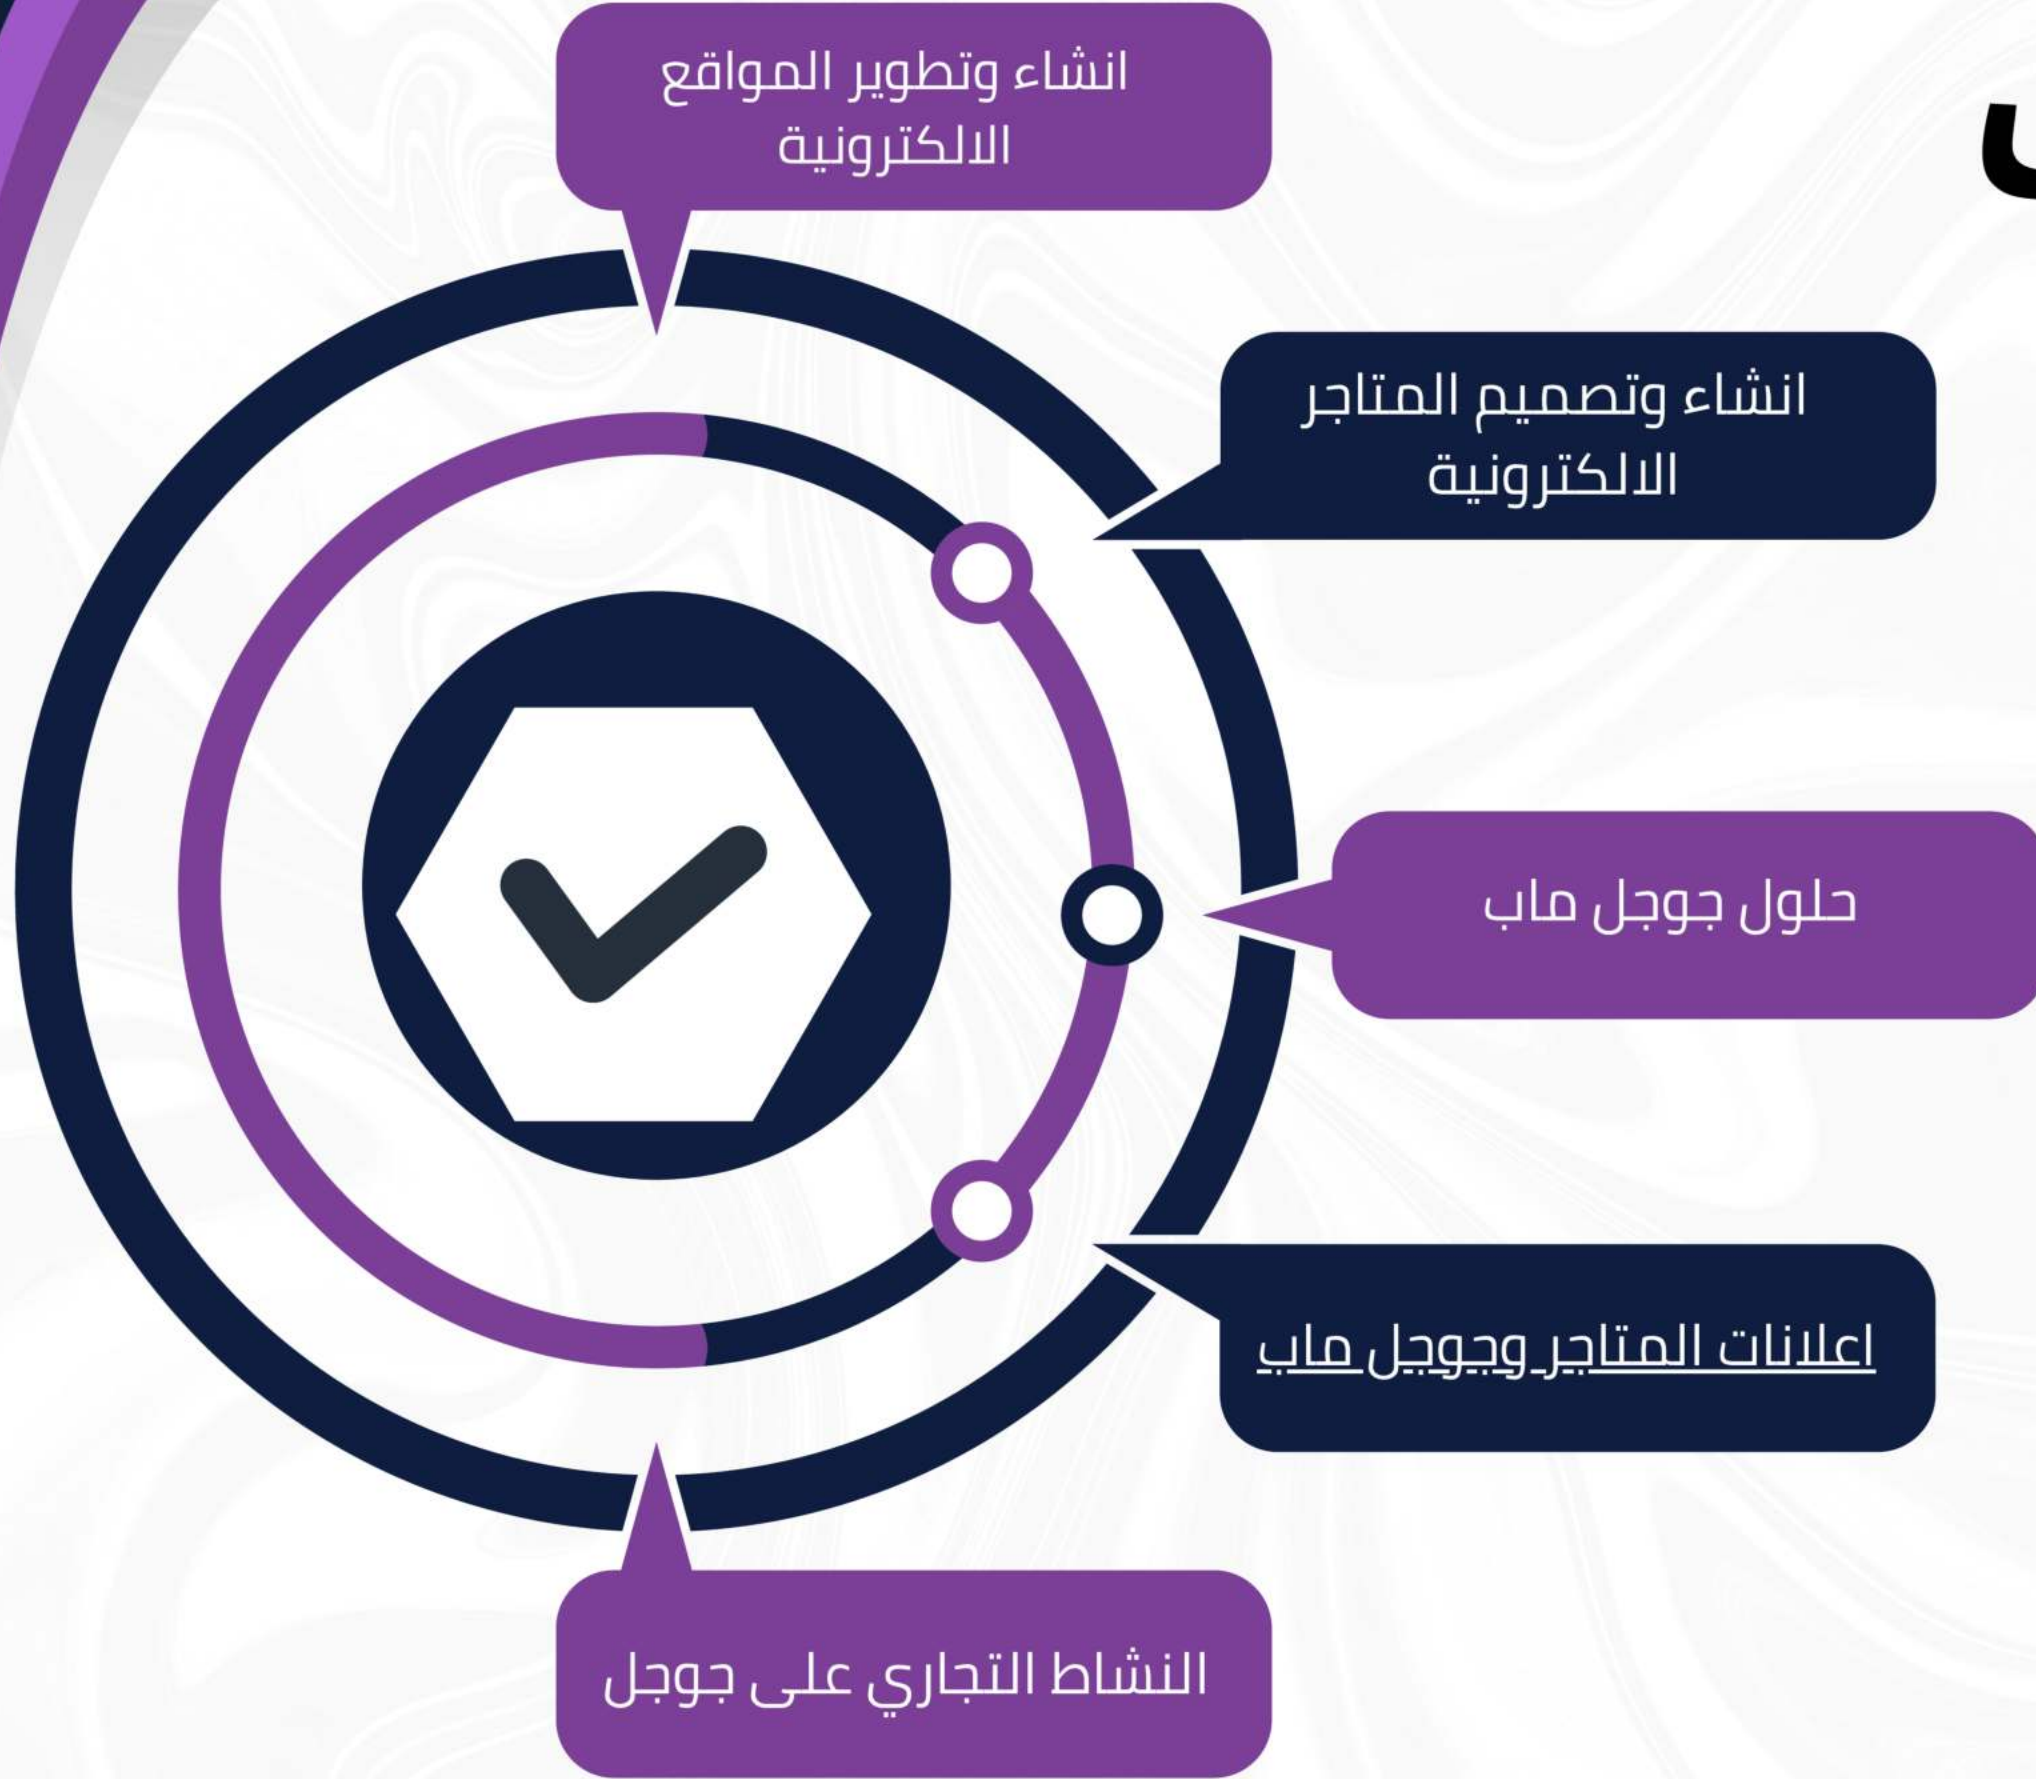 انشاء وتطوير المواقع
الالكترونية
انشاء وتصميم المتاجر
الالكترونية
حلول جوجل ماب
اعلانات المتاجر وجوجل ماب
النشاط التجاري على جوجل